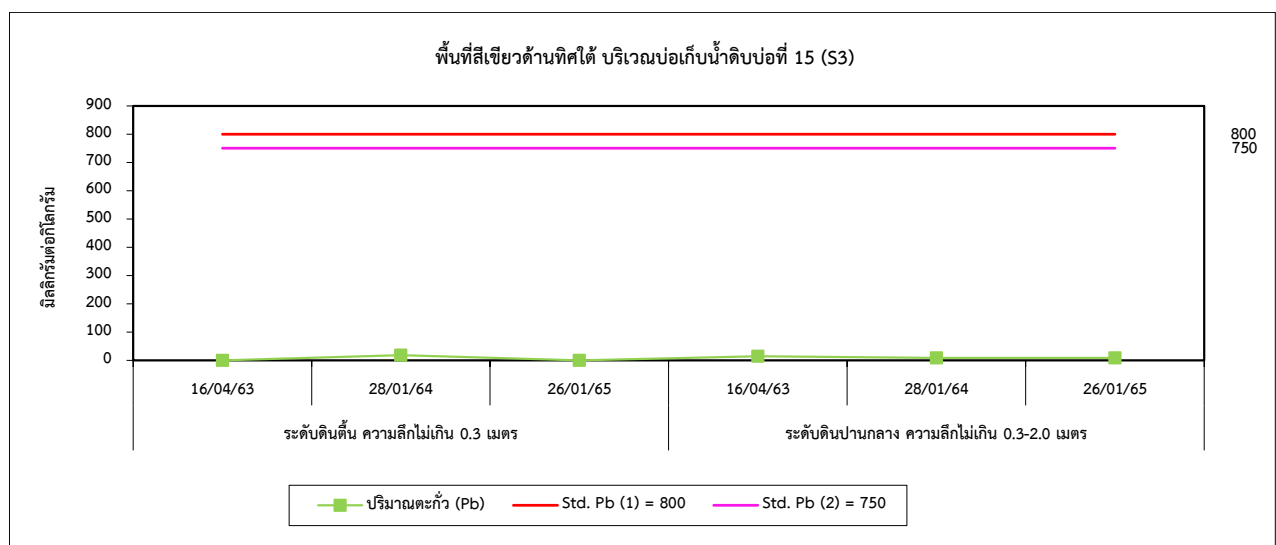 พื้นที่สีเขียวด้านทิศใต้ บริเวณบ่อเก็บน้ำดิบบ่อที่ 15 (S3)
มิลลิกรัมต่อกิโลกรัม
900
800
700
600
500
400
300
200
100
0
800
750
16/04/63 28/01/64 26/01/65 16/04/63 28/01/64 26/01/65
ระดับดินตื้น ความลึกไม่เกิน 0.3 เมตร ระดับดินปานกลาง ความลึกไม่เกิน 0.3-2.0 เมตร
ปริมาณตะกั่ว (Pb) Std. Pb (1) = 800 Std. Pb (2) = 750